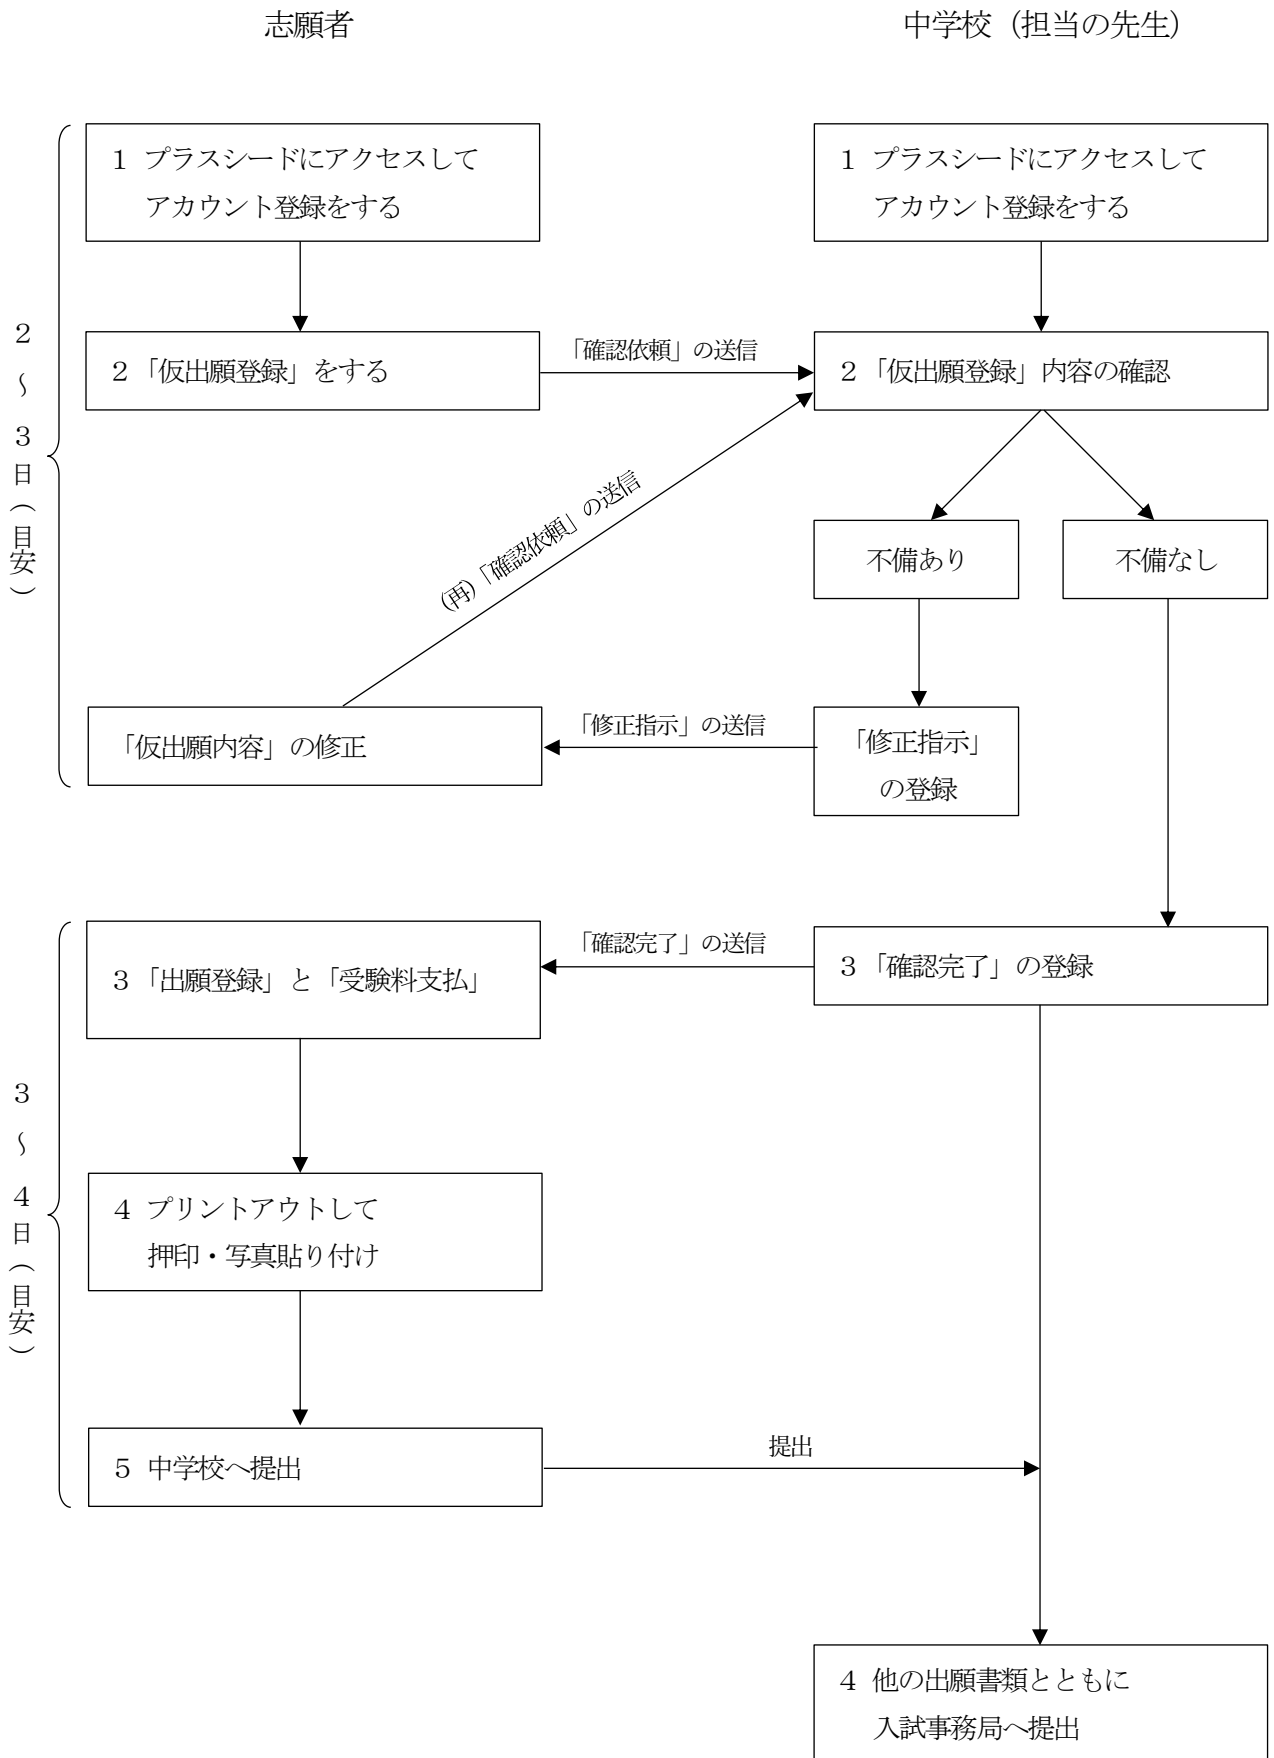 志願者
中学校（担当の先生）
１ プラスシードにアクセスして
アカウント登録をする
１ プラスシードにアクセスして
アカウント登録をする
２～３日（目安）
２「仮出願登録」をする
「確認依頼」の送信
２「仮出願登録」内容の確認
（再）「確認依頼」の送信
不備あり
不備なし
「仮出願内容」の修正
「修正指示」の送信
「修正指示」
の登録
３～４日（目安）
３「出願登録」と「受験料支払」
「確認完了」の送信
３「確認完了」の登録
４ プリントアウトして
押印・写真貼り付け
５ 中学校へ提出
提出
４ 他の出願書類とともに
入試事務局へ提出